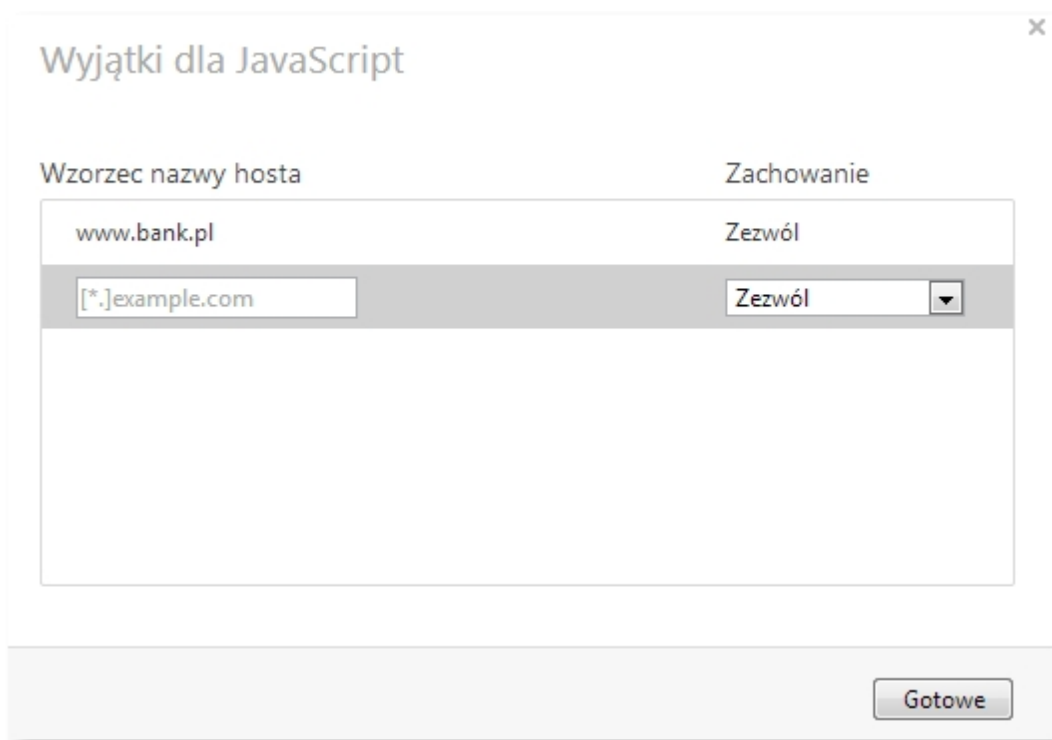 Wyjątki dla JavaScript
Wzorzec nazwy hosta Zachowanie
www.bank.pl Zezwól
[*.]example.com Zezwól
Gotowe